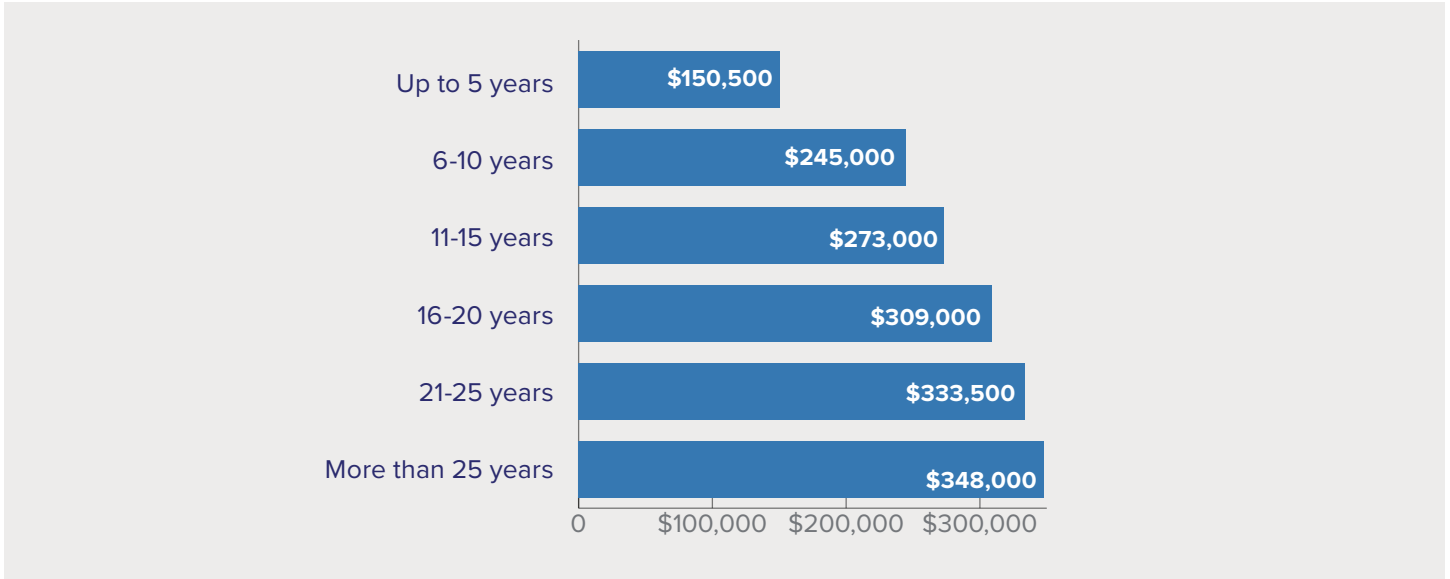 Up to 5 years $150,500
6-10 years $245,000
11-15 years $273,000
16-20 years $309,000
21-25 years $333,500
More than 25 years $348,000
0 $100,000 $200,000 $300,000